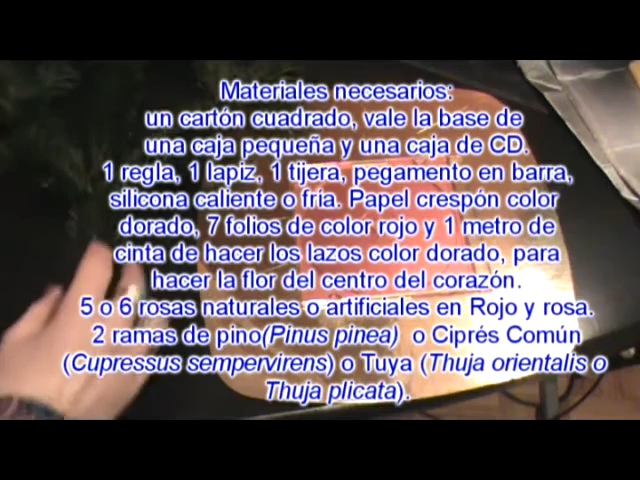 Materiales necesarios:
un cartón cuadrado, vale la base de
una caja pequeña y una caja de CD.
1 regla, 1 lapiz, 1 tijera, pegamento en barra,
silicona caliente o fría. Papel crespón color
dorado, 7 folios de color rojo y 1 metro de
cinta de hacer los lazos color dorado, para
hacer la flor del centro del corazón.
5 o 6 rosas naturales o artificiales en Rojo y rosa.
2 ramas de pino(Pinus pinea) o Ciprés Común
(Cupressus sempervirens) o Tuya (Thuja orientalis o
Thuja plicata).